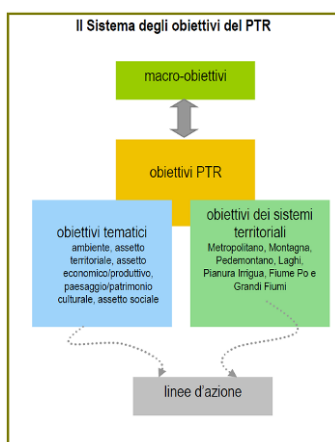 Il Sistema degli obiettivi del PTR
macro-obiettivi
obiettivi PTR
obiettivi tematici
ambiente, assetto
territoriale, assetto
economico/produttivo,
paesaggio/patrimonio
culturale, assetto sociale
obiettivi dei sistemi
territoriali
Metropolitano, Montagna,
Pedemontano, Laghi,
Pianura Irrigua, Fiume Po e
Grandi Fiumi
linee d'azione